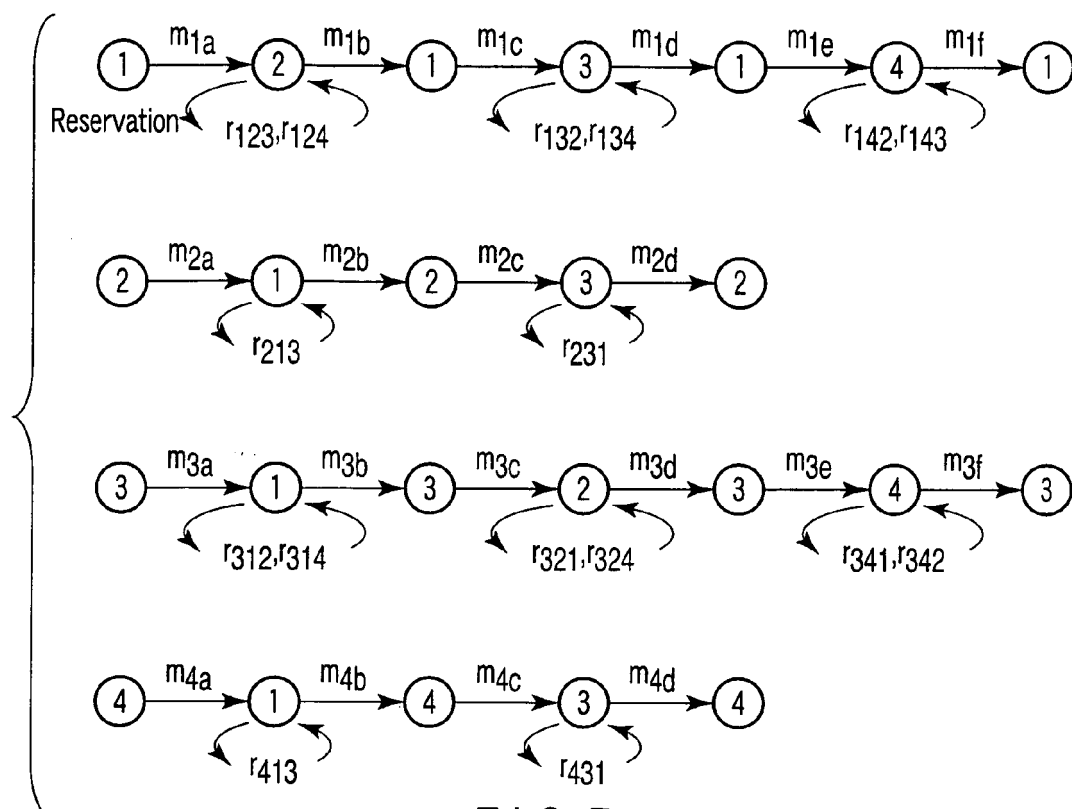 m1a m1b m1c m1d m1e m1f
1 2 1 3 1 4 1
Reservation r123,r124 r132,r134 r142,r143
m2a m2b m2c m2d
2 1 2 3 2
r213 r231
m3a m3b m3c m3d m3e m3f
3 1 3 2 3 4 3
r312,r314 r321,r324 r341,r342
m4a m4b m4c m4d
4 1 4 3 4
r413 r431